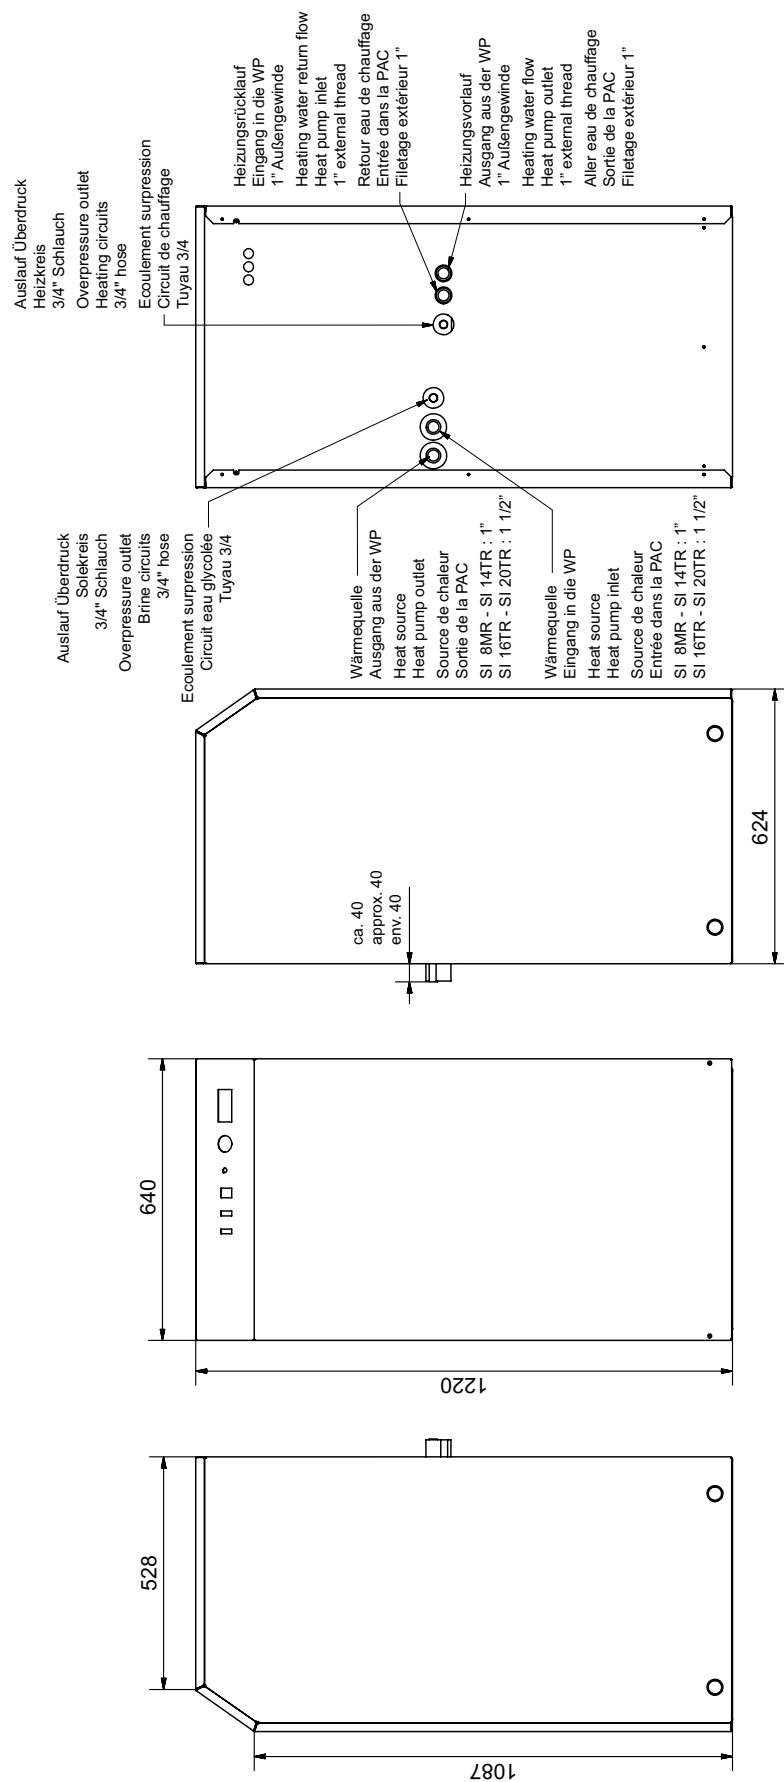 Auslauf Überdruck
Heizkreis
3/4" Schlauch
Overpressure outlet
Heating circuits
3/4" hose
Ecoulement surpression
Circuit de chauffage
Tuyau 3/4
Heizungsrücklauf
Eingang in die WP
1” Außengewinde
Heating water return flow
Heat pump inlet
1” external thread
Retour eau de chauffage
Entrée dans la PAC
Filetage extérieur 1”
Heizungsvorlauf
Ausgang aus der WP
1” Außengewinde
Heating water flow
Heat pump outlet
1” external thread
Aller eau de chauffage
Sortie de la PAC
Filetage extérieur 1”
Auslauf Überdruck
Solekreis
3/4" Schlauch
Overpressure outlet
Brine circuits
3/4" hose
Ecoulement surpression
Circuit eau glycolée
Tuyau 3/4
Wärmequelle
Ausgang aus der WP
Heat source
Heat pump outlet
Source de chaleur
Sortie de la PAC
SI 8MR - SI 14TR : 1”
SI 16TR - SI 20TR : 1 1/2”
Wärmequelle
Eingang in die WP
Heat source
Heat pump inlet
Source de chaleur
Entrée dans la PAC
SI 8MR - SI 14TR : 1”
SI 16TR - SI 20TR : 1 1/2”
ca. 40
approx. 40
env. 40
624
640
1220
528
1087